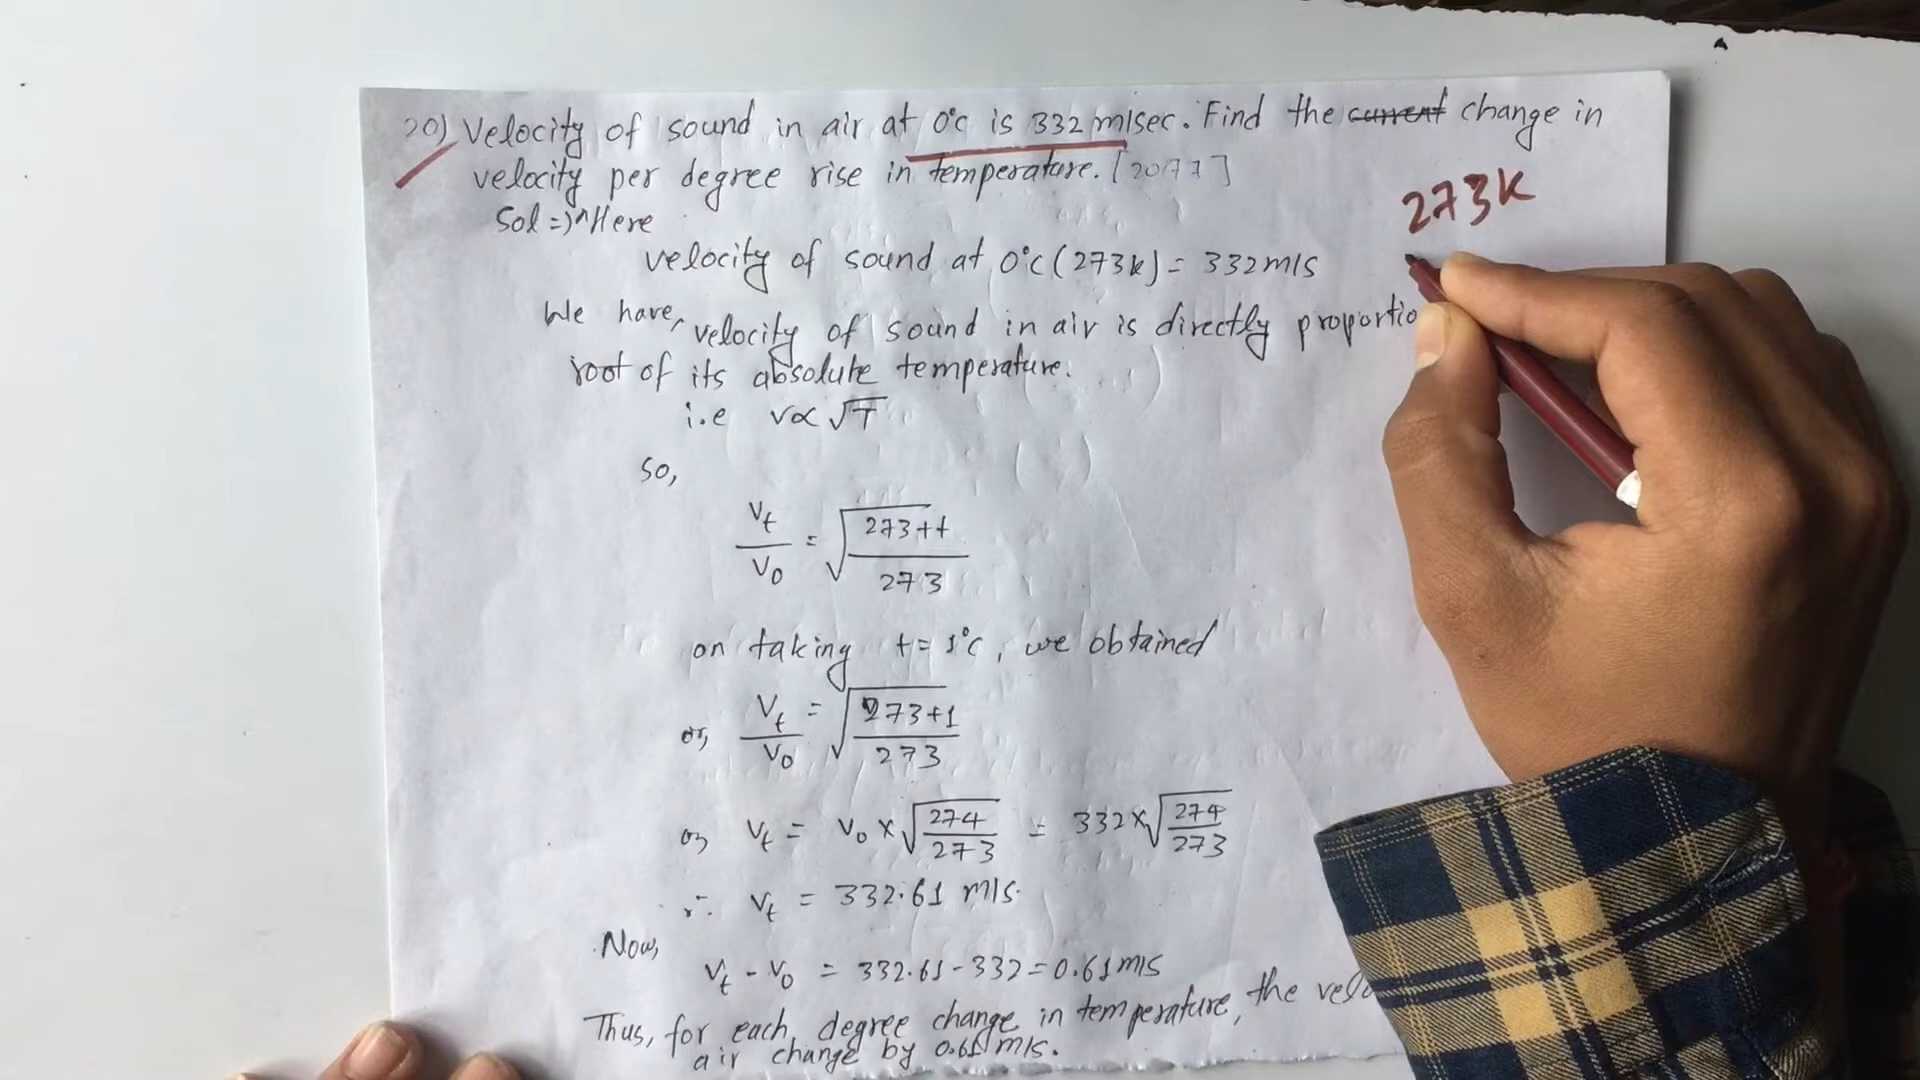 20) Velocity of sound in air at 0°c is 332 m/sec. Find the current change in
velocity per degree rise in temperature. [2077]
273k
Sol => Here
velocity of sound at 0°c (273k) = 332m/s
We have, velocity of sound in air is directly
root of its absolute temperature.
i.e v∝ √T
so,
Vt/V0 = √(273+t/273)
on taking t= 1°c, we obtained
or, Vt/V0 = √(273+1/273)
or Vt = V0 × √(274/273) = 332×√(274/273)
∴ Vt = 332.61 m/s.
Now,
Vt - V0 = 332.61 - 332 = 0.61 m/s
Thus, for each degree change in temperature, the
air change by 0.61 m/s.